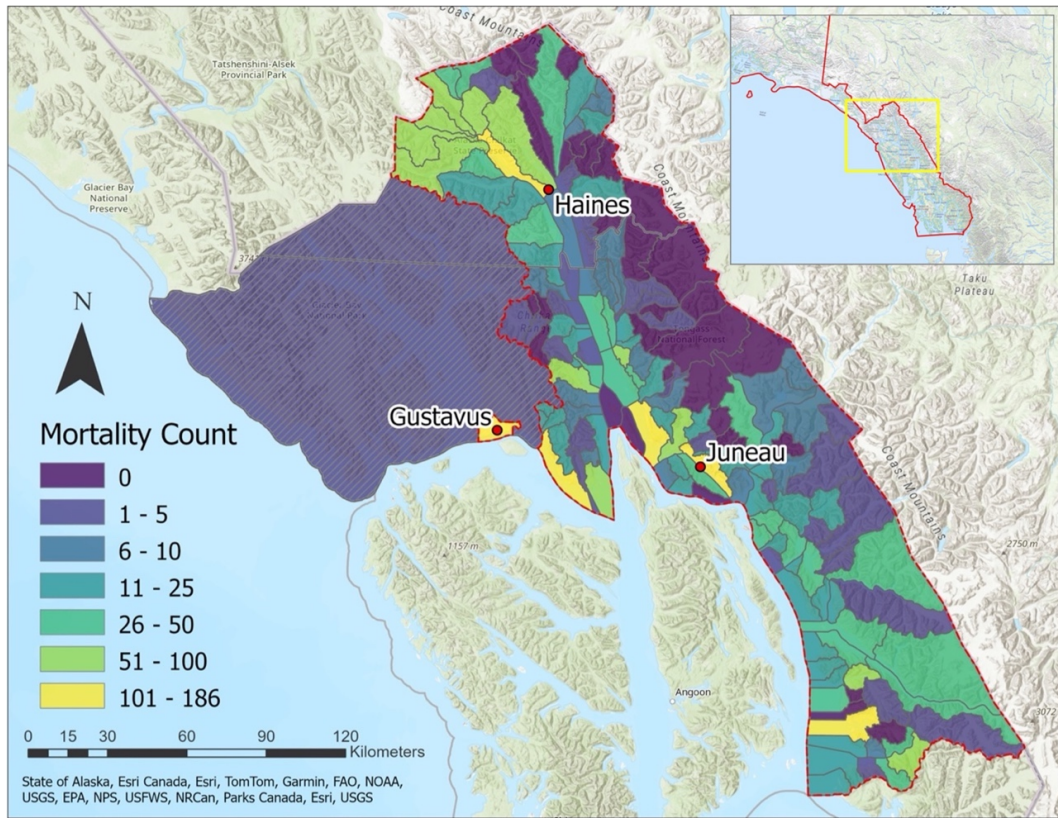 Coast Mountains
Tatshenshini-Alsek
Provincial Park
Glacier Bay
National
Preserve
Haines
Coast Mountains
Taku
Plateau
N
National Forest
Gustavus
Juneau
Mortality Count
0
1 - 5
6 - 10
11 - 25
26 - 50
51 - 100
101 - 186
Coast Mountains
1157 m
2750 m
Angoon
3072
0 15 30 60 90 120
Kilometers
State of Alaska, Esri Canada, Esri, TomTom, Garmin, FAO, NOAA,
USGS, EPA, NPS, USFWS, NRCan, Parks Canada, Esri, USGS